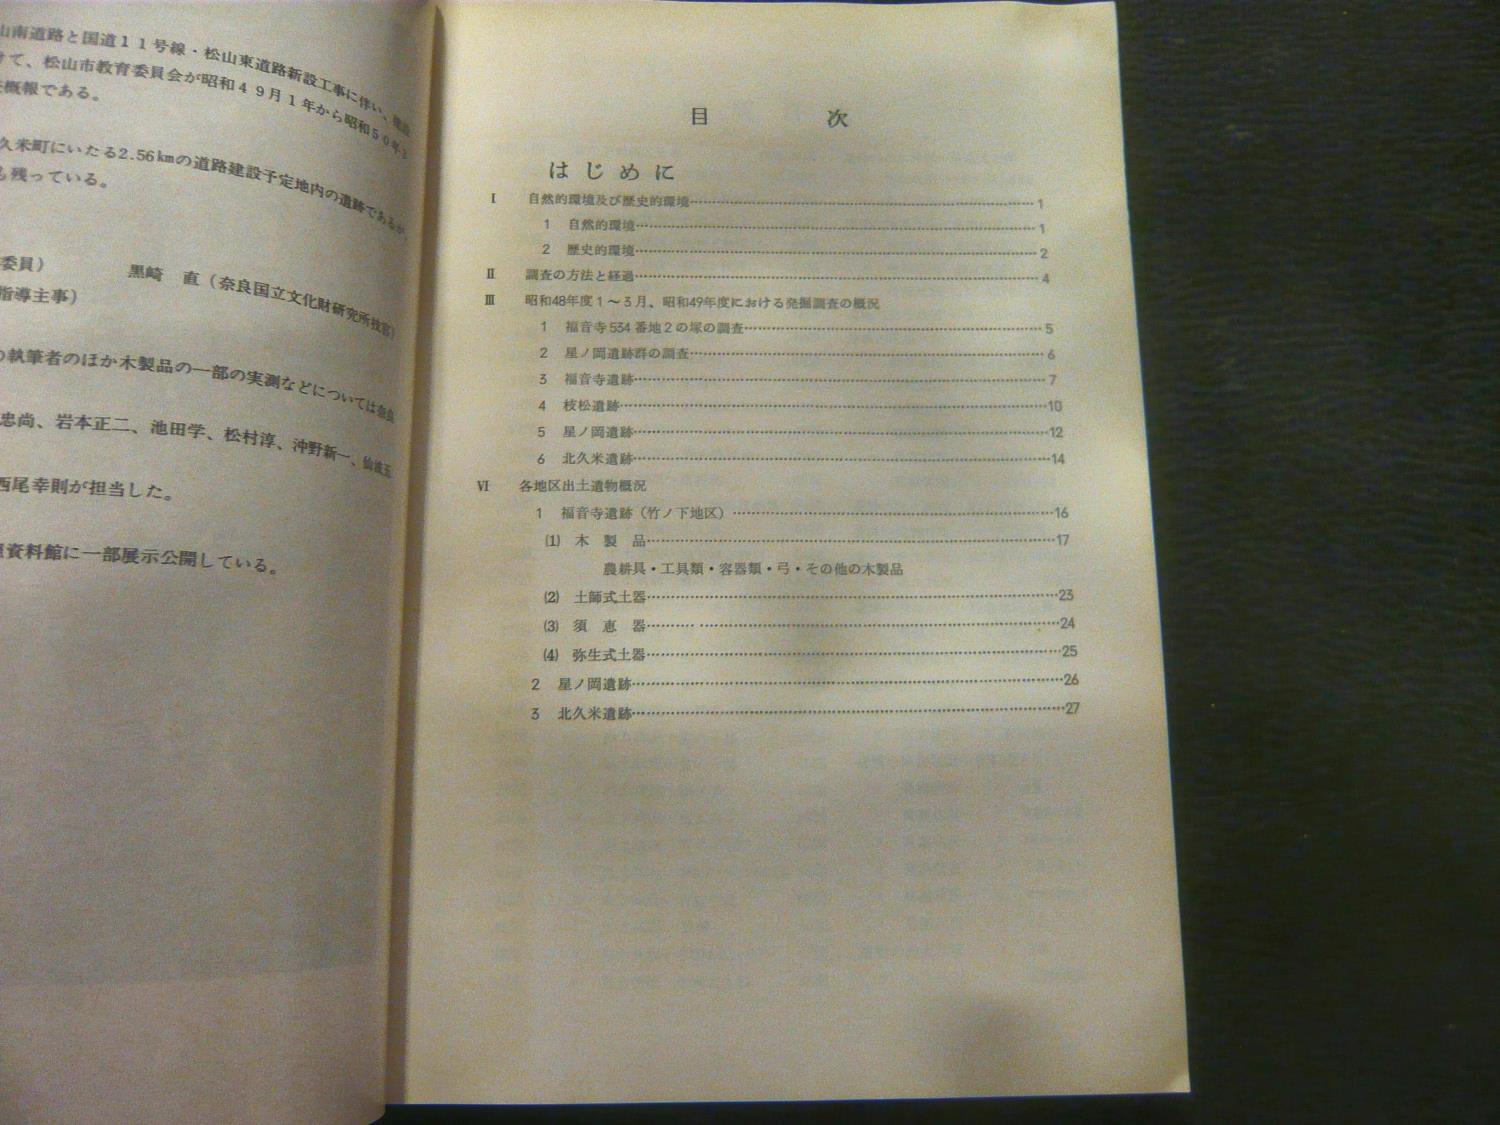 山南道路と国道11号線・松山東道路新設工事に伴い、建設
けて、松山市教育委員会が昭和49月1年から昭和50年3
概報である。
久米町にいたる2.56kmの道路建設予定地内の遺跡であるが、
も残っている。
委員） 黒崎 直（奈良国立文化財研究所技官）
指導主事）
の執筆者のほか木製品の一部の実測などについては奈良
忠尚、岩本正二、池田学、松村淳、沖野新一、仙波
西尾幸則が担当した。
資料館に一部展示公開している。
目 次
はじめに
Ⅰ 自然的環境及び歴史的環境……1
1 自然的環境……1
2 歴史的環境……2
Ⅱ 調査の方法と経過……4
Ⅲ 昭和48年度1～3月、昭和49年度における発掘調査の概況
1 福音寺534番地2の塚の調査……5
2 星ノ岡遺跡群の調査……6
3 福音寺遺跡……7
4 枝松遺跡……10
5 星ノ岡遺跡……12
6 北久米遺跡……14
Ⅵ 各地区出土遺物概況
1 福音寺遺跡（竹ノ下地区）……16
⑴ 木製品……17
農耕具・工具類・容器類・弓・その他の木製品
⑵ 土師式土器……23
⑶ 須恵器……24
⑷ 弥生式土器……25
2 星ノ岡遺跡……26
3 北久米遺跡……27